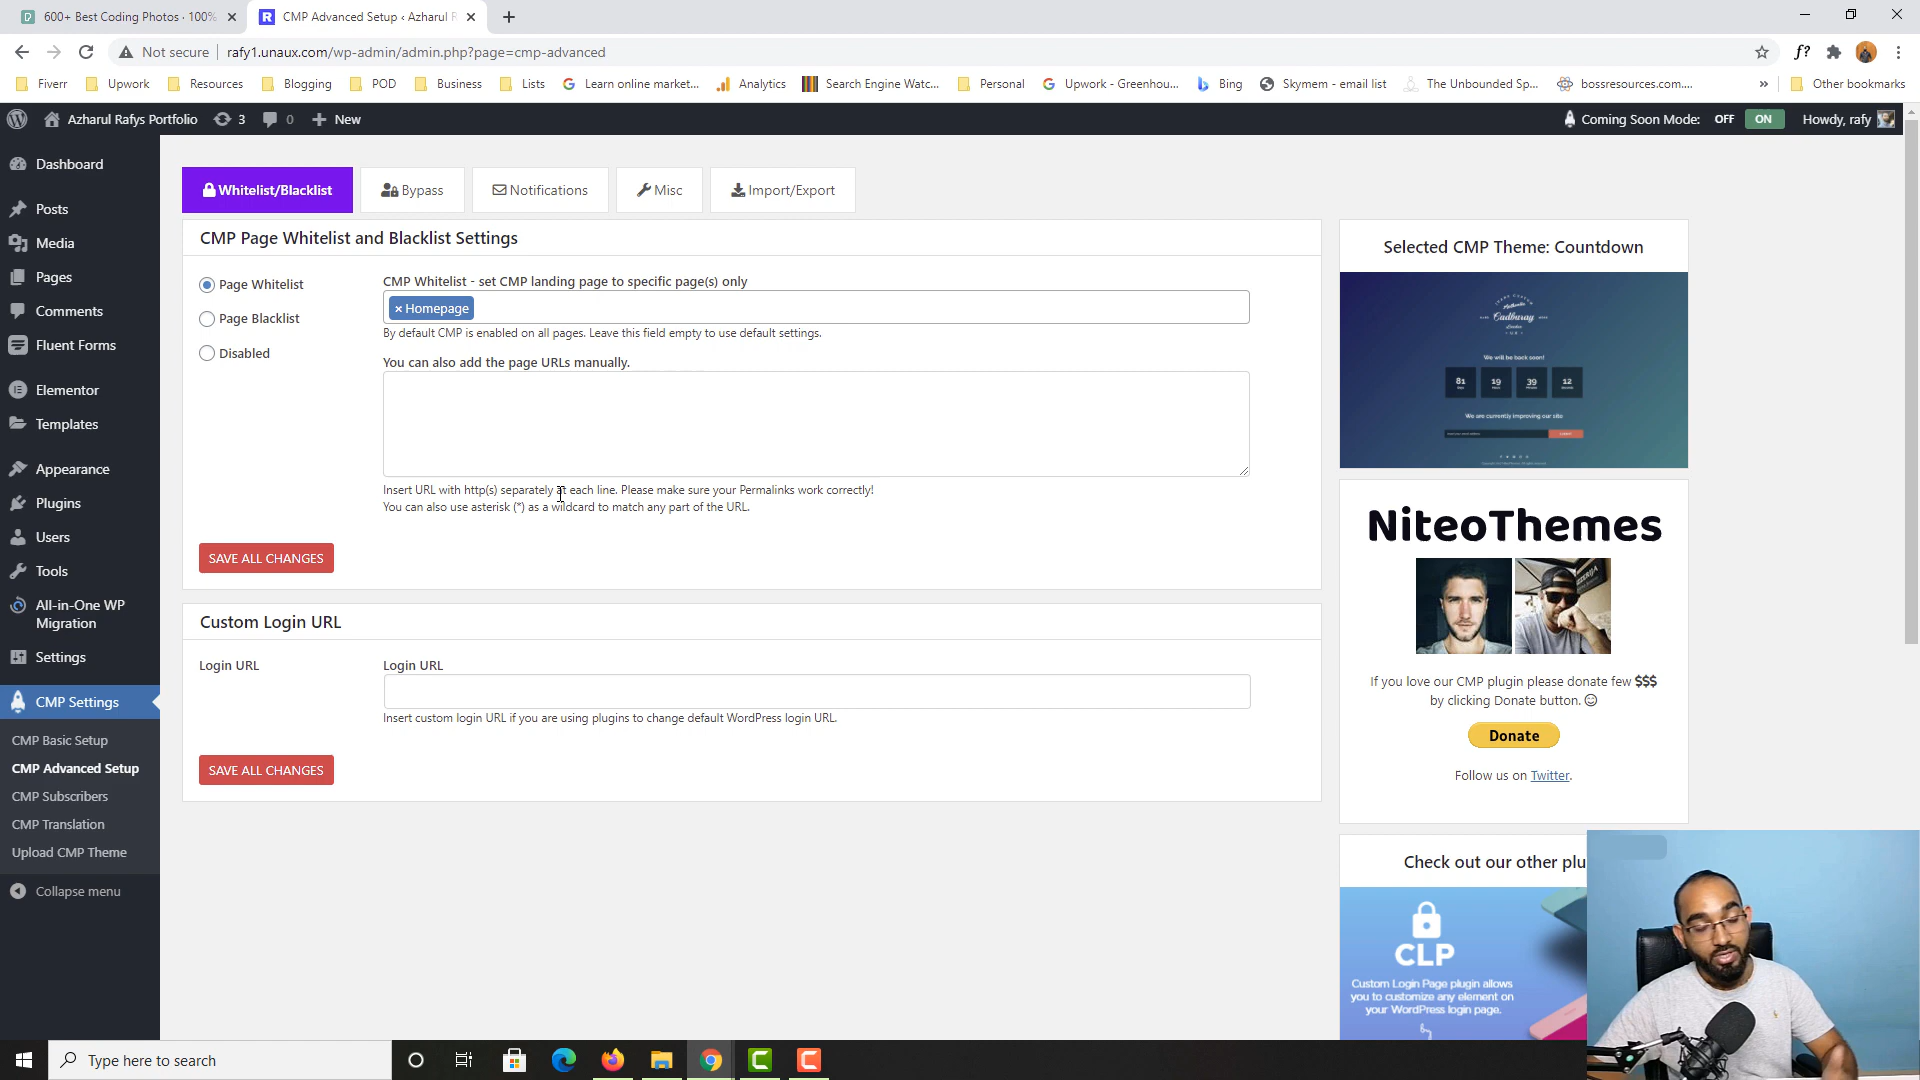 600+ Best Coding Photos · 100%
CMP Advanced Setup ‹ Azharul R
Not secure
rafy1.unaux.com/wp-admin/admin.php?page=cmp-advanced
f?
Fiverr
Upwork
Resources
Blogging
POD
Business
Lists
Learn online market...
Analytics
Search Engine Watc...
Personal
Upwork - Greenhou...
Bing
Skymem - email list
The Unbounded Sp...
bossresources.com....
»
Other bookmarks
Azharul Rafys Portfolio
3
0
New
Coming Soon Mode: OFF ON
Howdy, rafy
Dashboard
Posts
Media
Pages
Comments
Fluent Forms
Elementor
Templates
Appearance
Plugins
Users
Tools
All-in-One WP
Migration
Settings
CMP Settings
CMP Basic Setup
CMP Advanced Setup
CMP Subscribers
CMP Translation
Upload CMP Theme
Collapse menu
Whitelist/Blacklist
Bypass
Notifications
Misc
Import/Export
CMP Page Whitelist and Blacklist Settings
Page Whitelist
Page Blacklist
Disabled
CMP Whitelist - set CMP landing page to specific page(s) only
× Homepage
By default CMP is enabled on all pages. Leave this field empty to use default settings.
You can also add the page URLs manually.
Insert URL with http(s) separately at each line. Please make sure your Permalinks work correctly!
You can also use asterisk (*) as a wildcard to match any part of the URL.
SAVE ALL CHANGES
Custom Login URL
Login URL
Login URL
Insert custom login URL if you are using plugins to change default WordPress login URL.
SAVE ALL CHANGES
Selected CMP Theme: Countdown
Cadburay
We will be back soon!
81 19 39 12
We are currently improving our site
NiteoThemes
If you love our CMP plugin please donate few $$$
by clicking Donate button.
Donate
Follow us on Twitter.
Check out our other plu
CLP
Custom Login Page plugin allows
you to customize any element on
your WordPress login page.
Type here to search